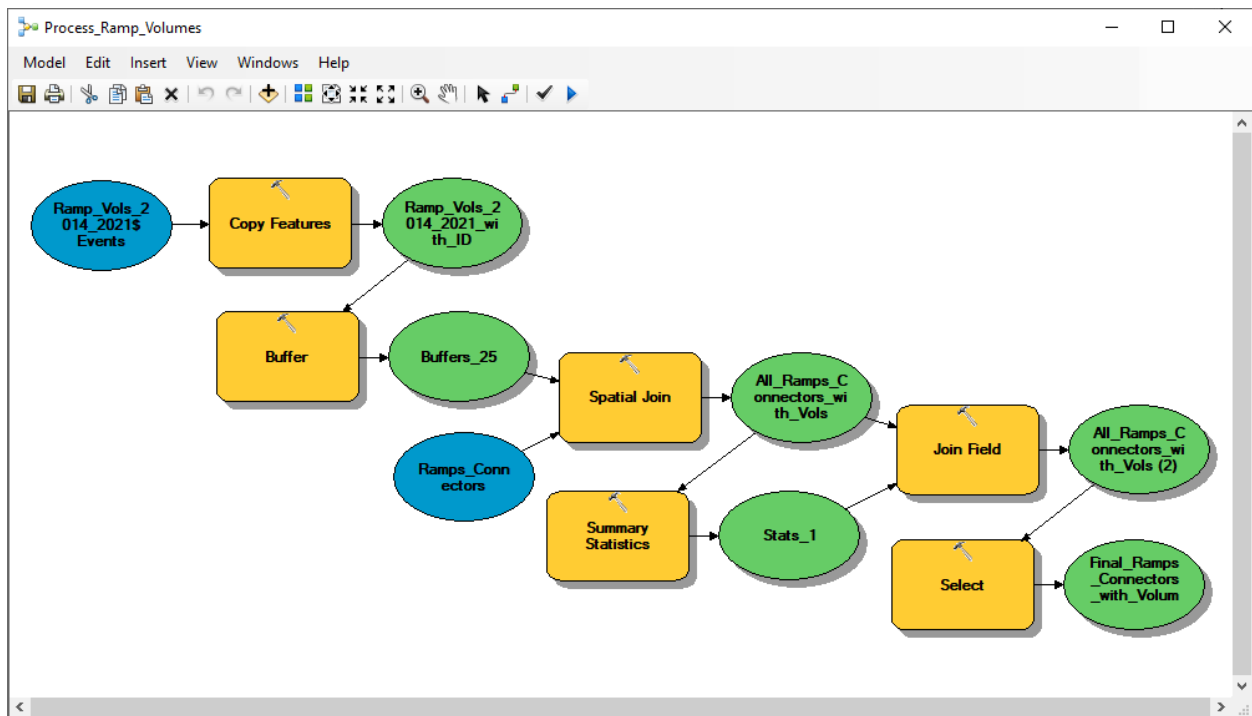 Process_Ramp_Volumes
Model Edit Insert View Windows Help
Ramp_Vols_2
014_2021$
Events
Copy Features
Ramp_Vols_2
014_2021_wi
th_ID
Buffer
Buffers_25
Spatial Join
All_Ramps_C
onnectors_wi
th_Vols
Ramps_Conn
ectors
Join Field
All_Ramps_C
onnectors_wi
th_Vols (2)
Summary
Statistics
Stats_1
Select
Final_Ramps
_Connectors
_with_Volum